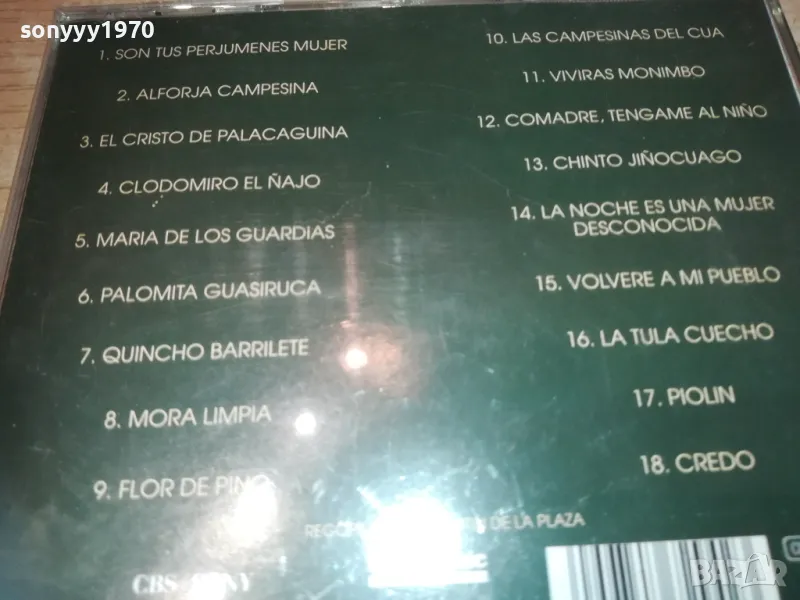 sonyyy1970
1. SON TUS PERJUMENES MUJER
2. ALFORJA CAMPESINA
3. EL CRISTO DE PALACAGUINA
4. CLODOMIRO EL ÑAJO
5. MARIA DE LOS GUARDIAS
6. PALOMITA GUASIRUCA
7. QUINCHO BARRILETE
8. MORA LIMPIA
9. FLOR DE PINO
10. LAS CAMPESINAS DEL CUA
11. VIVIRAS MONIMBO
12. COMADRE, TENGAME AL NIÑO
13. CHINTO JIÑOCUAGO
14. LA NOCHE ES UNA MUJER
DESCONOCIDA
15. VOLVERE A MI PUEBLO
16. LA TULA CUECHO
17. PIOLIN
18. CREDO
DE LA PLAZA
CBS SONY
BAZAR